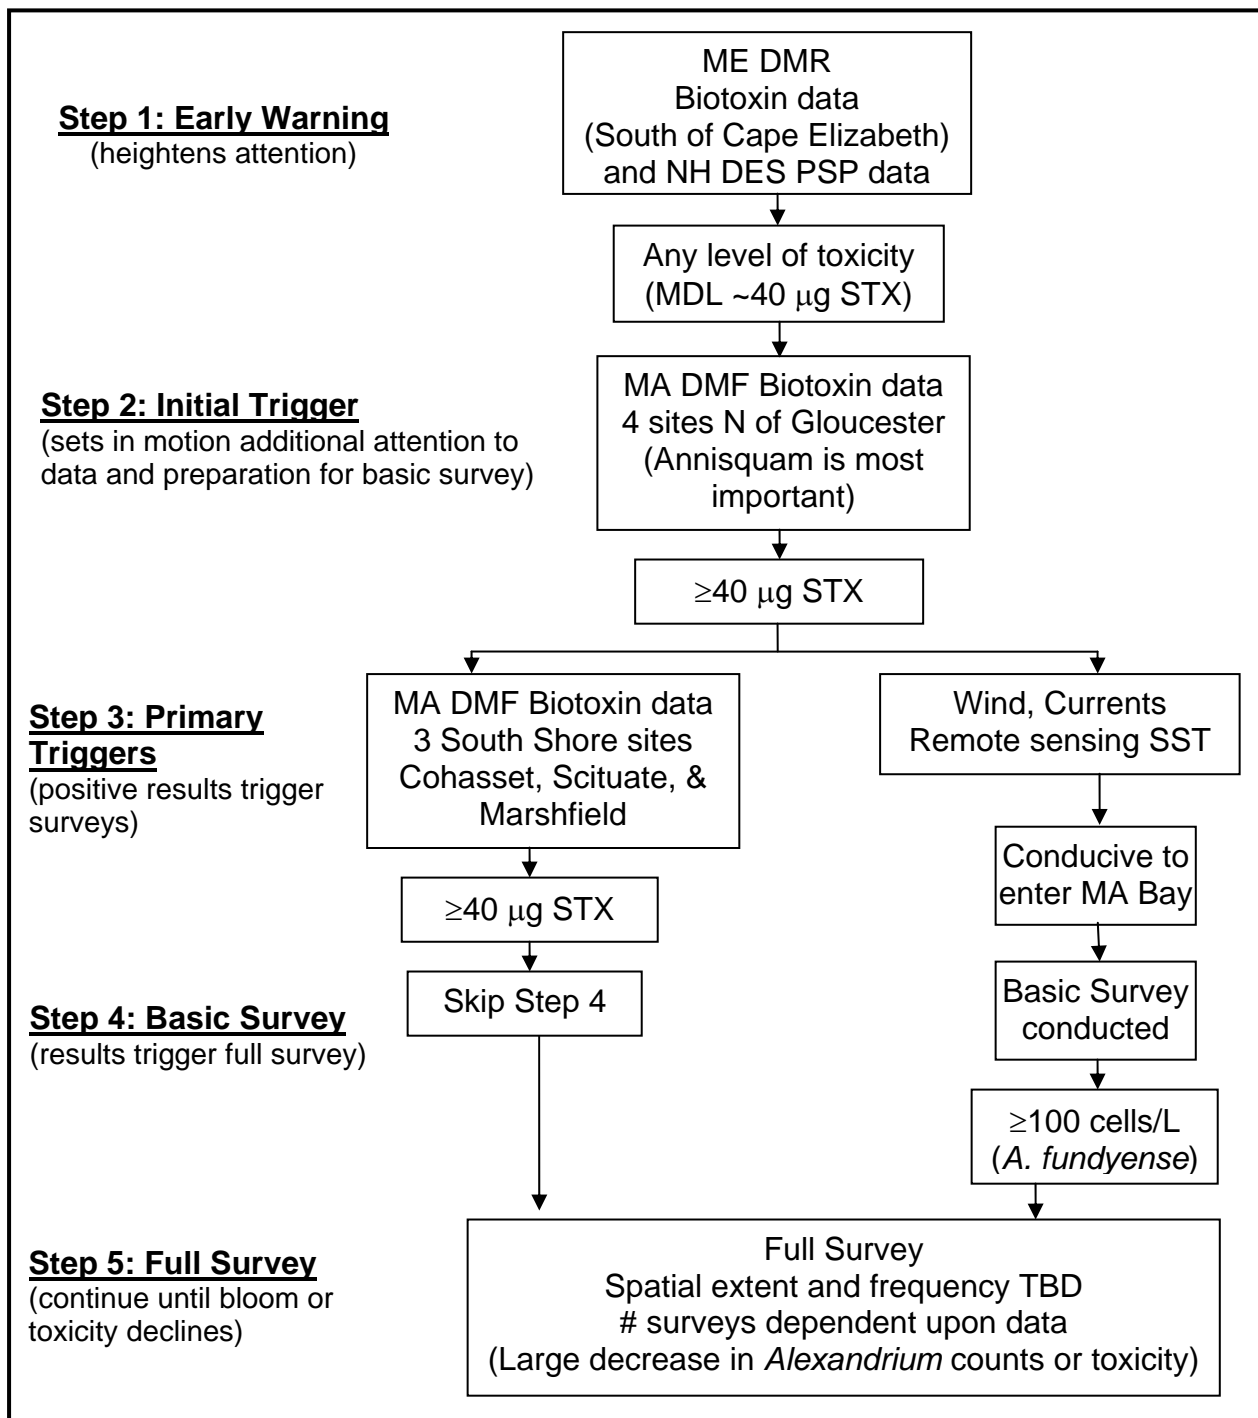 ME DMR
Biotoxin data
(South of Cape Elizabeth)
and NH DES PSP data
Step 1: Early Warning
(heightens attention)
Any level of toxicity
(MDL ~40 μg STX)
Step 2: Initial Trigger
(sets in motion additional attention to
data and preparation for basic survey)
MA DMF Biotoxin data
4 sites N of Gloucester
(Annisquam is most
important)
≥40 μg STX
Step 3: Primary
Triggers
(positive results trigger
surveys)
MA DMF Biotoxin data
3 South Shore sites
Cohasset, Scituate, &
Marshfield
≥40 μg STX
Wind, Currents
Remote sensing SST
Conducive to
enter MA Bay
Step 4: Basic Survey
(results trigger full survey)
Skip Step 4
Basic Survey
conducted
≥100 cells/L
(A. fundyense)
Step 5: Full Survey
(continue until bloom or
toxicity declines)
Full Survey
Spatial extent and frequency TBD
# surveys dependent upon data
(Large decrease in Alexandrium counts or toxicity)